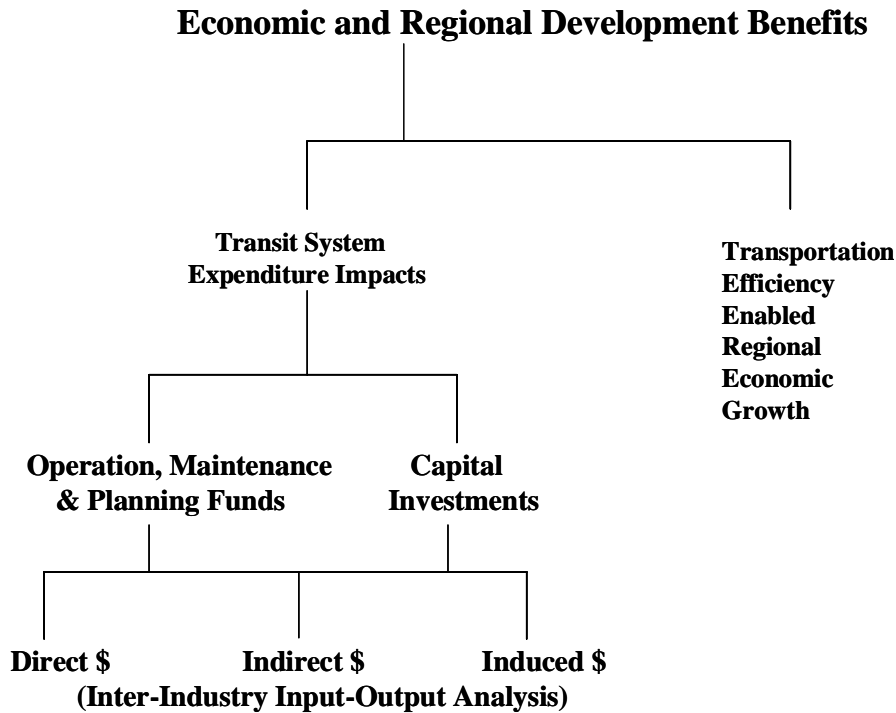 Economic and Regional Development Benefits
Transit System
Expenditure Impacts
Transportation
Efficiency
Enabled
Regional
Economic
Growth
Operation, Maintenance
& Planning Funds
Capital
Investments
Direct $ Indirect $ Induced $
(Inter-Industry Input-Output Analysis)